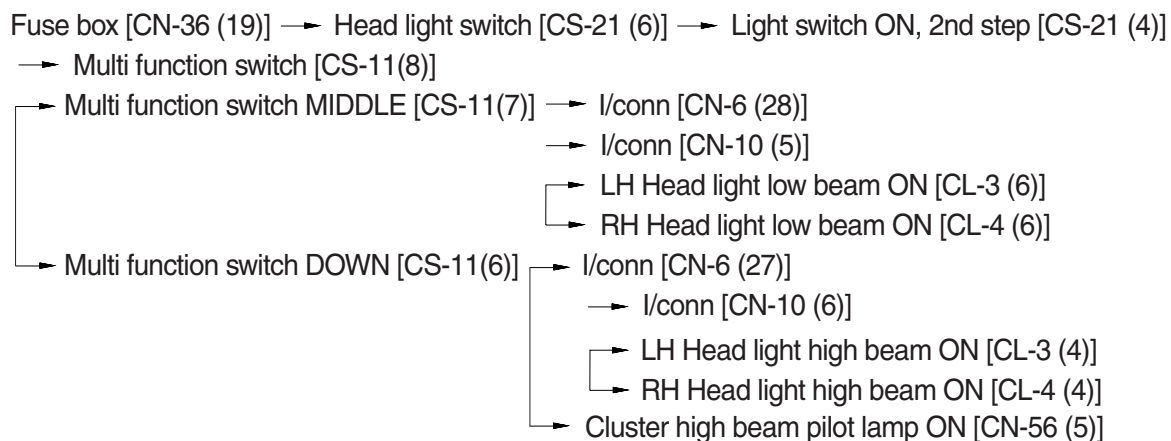 Fuse box [CN-36 (19)] → Head light switch [CS-21 (6)] → Light switch ON, 2nd step [CS-21 (4)]
→ Multi function switch [CS-11(8)]
Multi function switch MIDDLE [CS-11(7)] → I/conn [CN-6 (28)]
→ I/conn [CN-10 (5)]
LH Head light low beam ON [CL-3 (6)]
RH Head light low beam ON [CL-4 (6)]
Multi function switch DOWN [CS-11(6)] → I/conn [CN-6 (27)]
→ I/conn [CN-10 (6)]
LH Head light high beam ON [CL-3 (4)]
RH Head light high beam ON [CL-4 (4)]
Cluster high beam pilot lamp ON [CN-56 (5)]